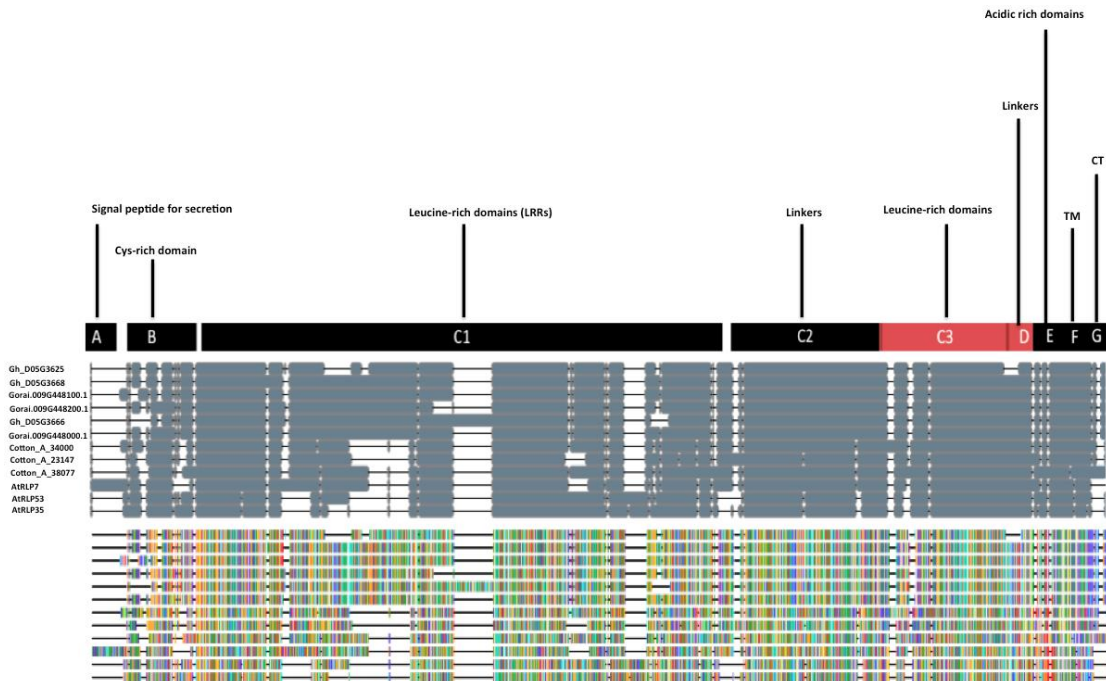 Acidic rich domains
Linkers
CT
Signal peptide for secretion
Leucine-rich domains (LRRs)
Linkers
Leucine-rich domains
TM
Cys-rich domain
A B C1 C2 C3 D E F G
Gh_D05G3625
Gh_D05G3668
Gorai.009G448100.1
Gorai.009G448200.1
Gh_D05G3666
Gorai.009G448000.1
Cotton_A_34000
Cotton_A_23147
Cotton_A_38077
AtRLP7
AtRLP53
AtRLP35